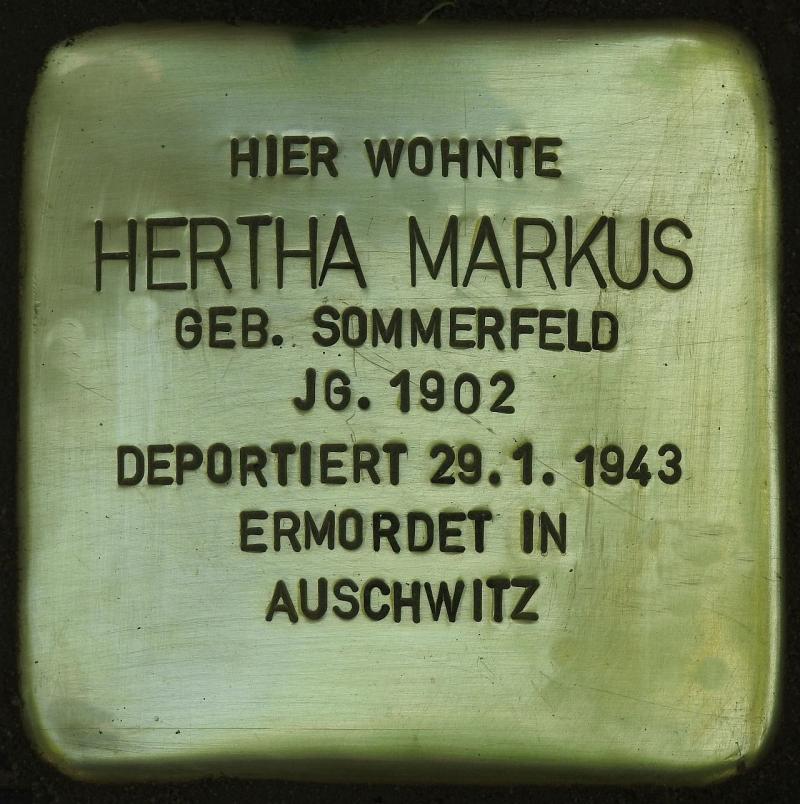 HIER WOHNTE
HERTHA MARKUS
GEB. SOMMERFELD
JG. 1902
DEPORTIERT 29.1.1943
ERMORDET IN
AUSCHWITZ